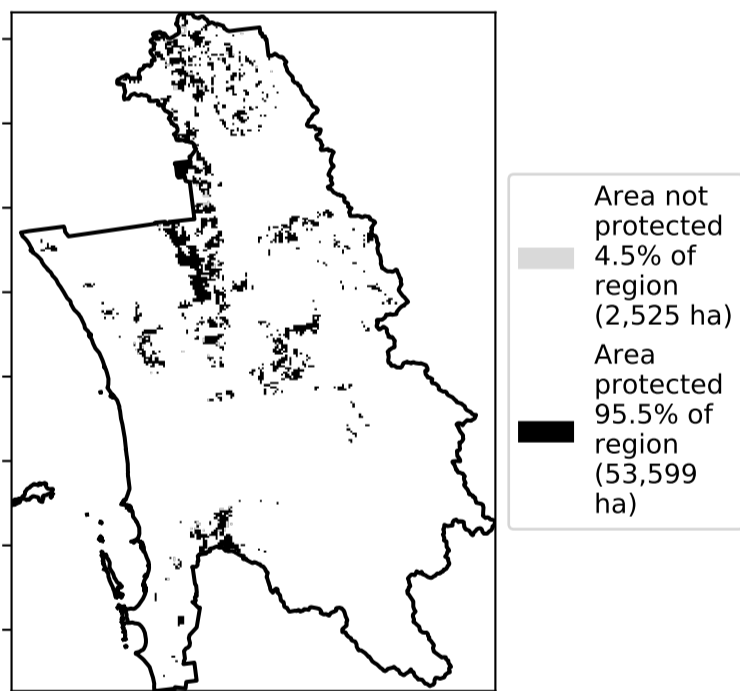 Area not
protected
4.5% of
region
(2,525 ha)
Area
protected
95.5% of
region
(53,599
ha)